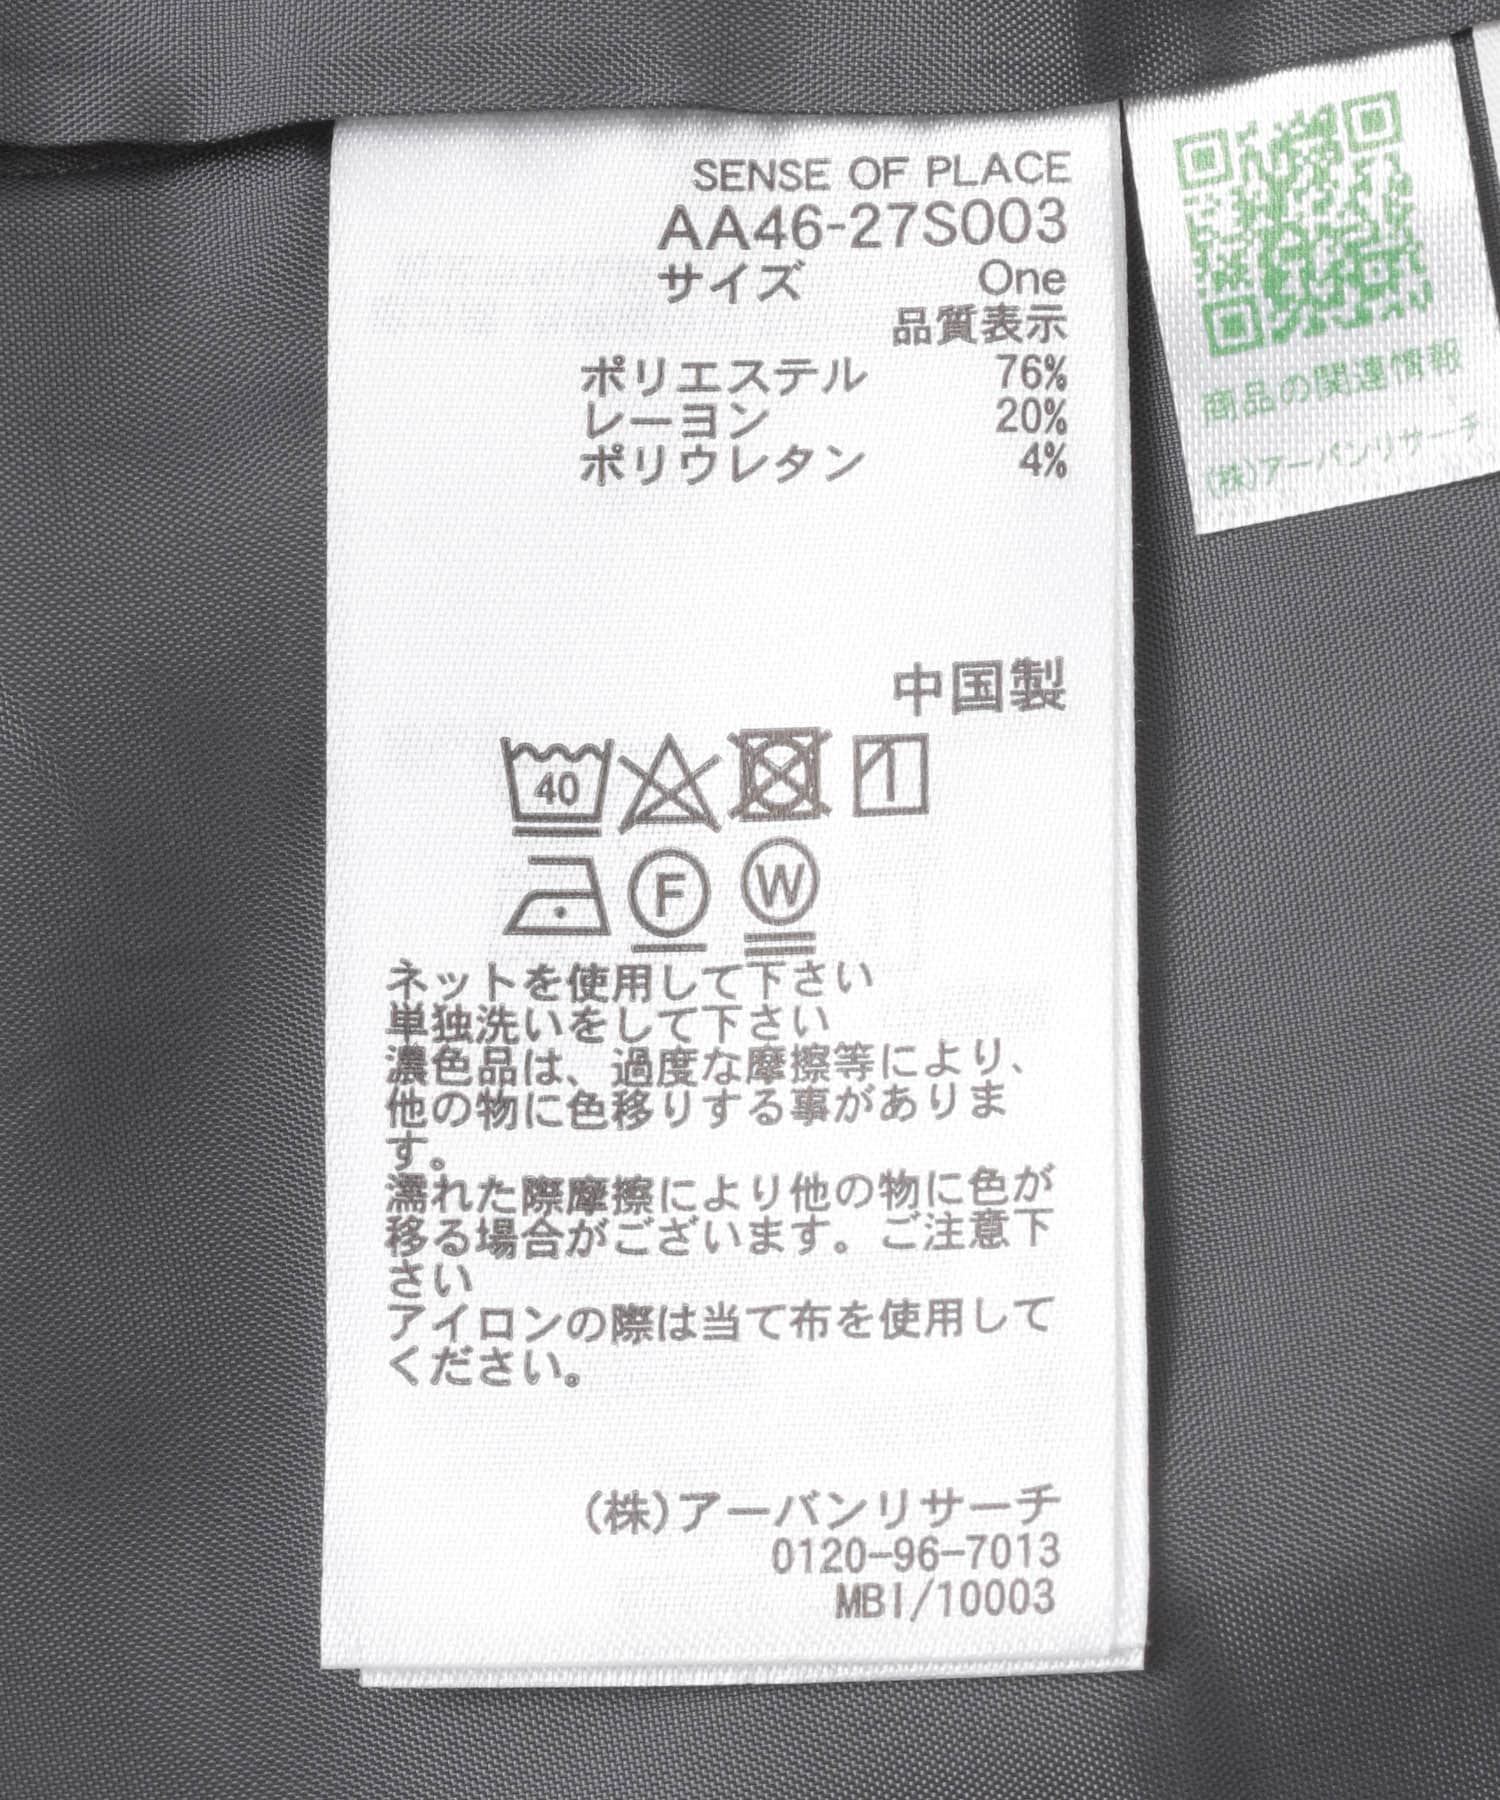 SENSE OF PLACE
AA46-27S003
サイズ One
品質表示
ポリエステル 76%
レーヨン 20%
ポリウレタン 4%
中国製
40
F W
ネットを使用して下さい
単独洗いをして下さい
濃色品は、過度な摩擦等により、
他の物に色移りする事がありま
す。
濡れた際摩擦により他の物に色が
移る場合がございます。ご注意下
さい
アイロンの際は当て布を使用して
ください。
(株)アーバンリサーチ
0120-96-7013
MBI/10003
商品の関連情報
(株)アーバンリサーチ